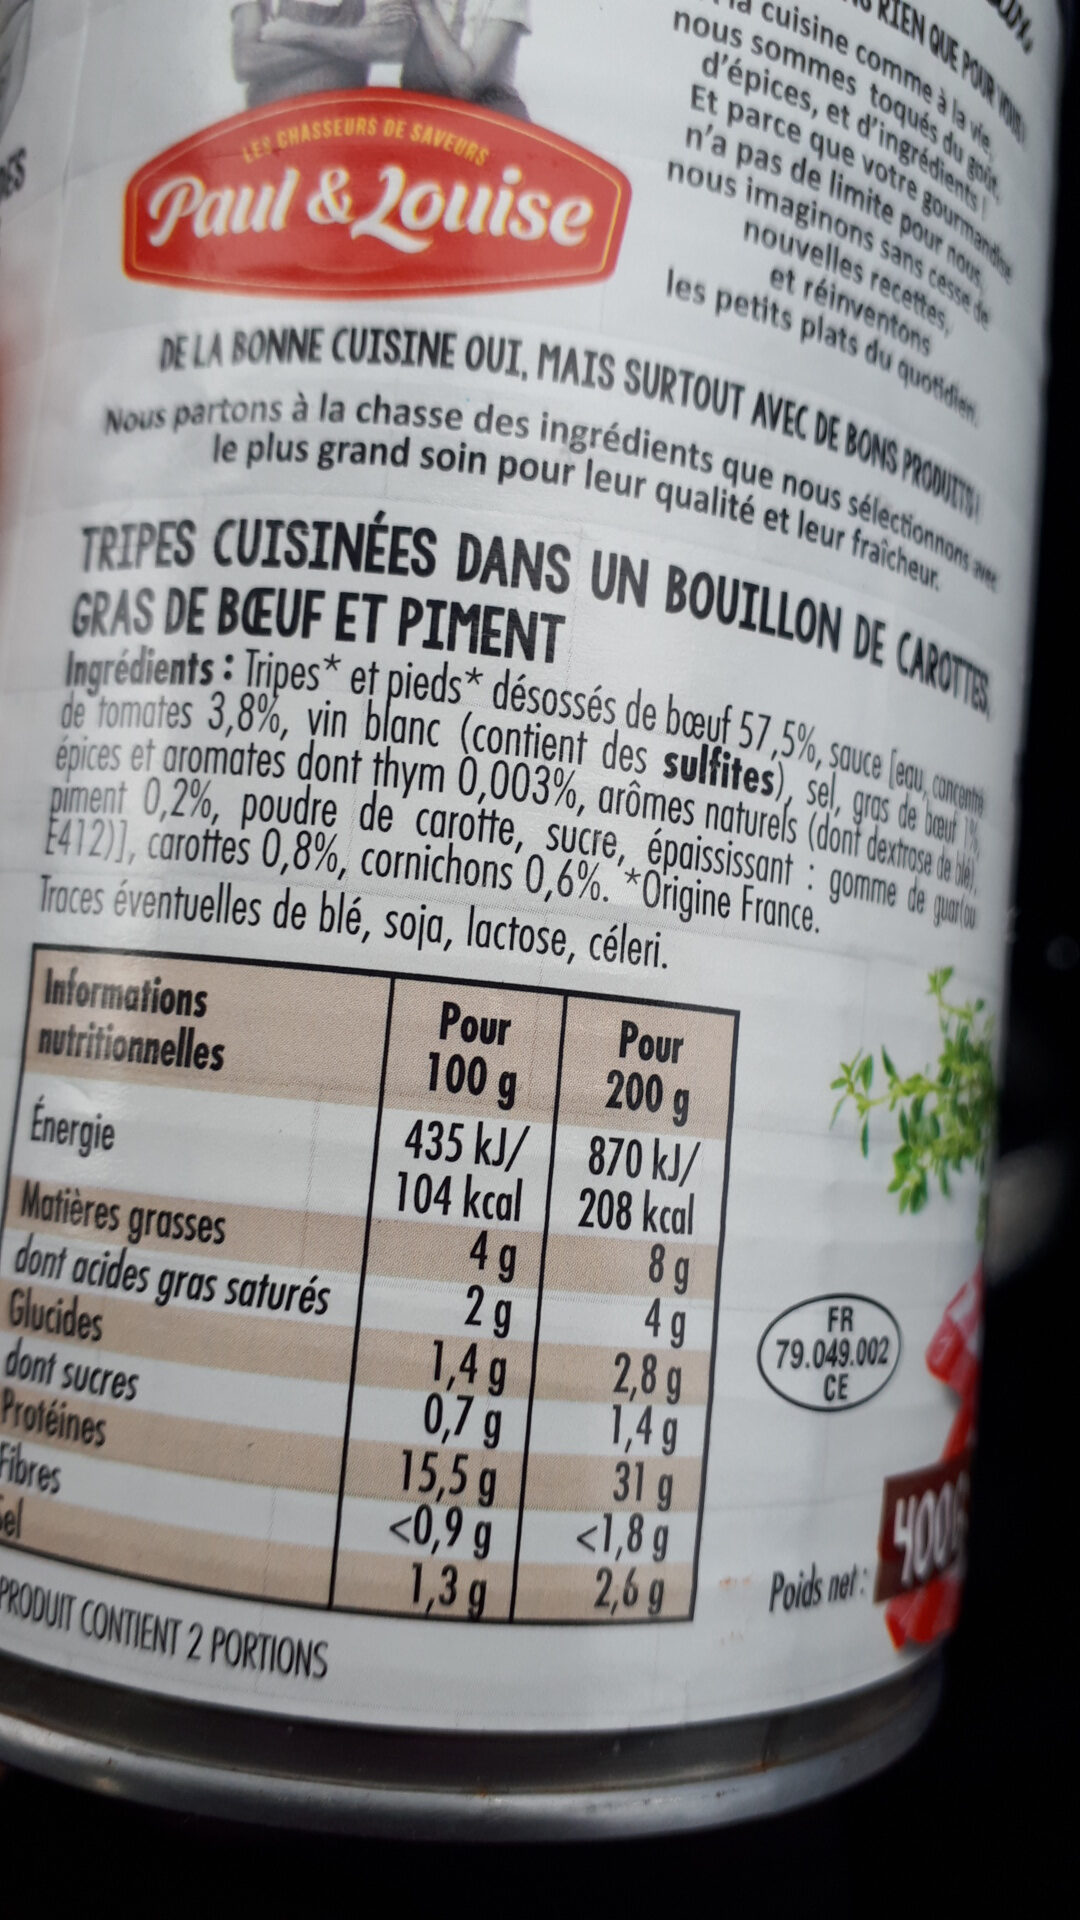 RIEN QUE POUR VOUS !
la cuisine comme à la vie,
nous sommes toqués du goût,
d'épices, et d'ingrédients !
Et parce que votre gourmandise
n'a pas de limite pour nous,
nous imaginons sans cesse de
nouvelles recettes,
et réinventons
les petits plats du quotidien.
LES CHASSEURS DE SAVEURS
Paul & Louise
DE LA BONNE CUISINE OUI, MAIS SURTOUT AVEC DE BONS PRODUITS !
Nous partons à la chasse des ingrédients que nous sélectionnons avec
le plus grand soin pour leur qualité et leur fraîcheur.
TRIPES CUISINÉES DANS UN BOUILLON DE CAROTTES,
GRAS DE BŒUF ET PIMENT
Ingrédients : Tripes* et pieds* désossés de bœuf 57,5%, sauce [eau, concentré
de tomates 3,8%, vin blanc (contient des sulfites), sel, gras de bœuf 1%,
épices et aromates dont thym 0,003%, arômes naturels (dont dextrose de blé),
piment 0,2%, poudre de carotte, sucre, épaississant : gomme de guar (ou
E412)], carottes 0,8%, cornichons 0,6%. *Origine France.
Traces éventuelles de blé, soja, lactose, céleri.
Informations nutritionnelles Pour 100 g Pour 200 g
Énergie 435 kJ/ 870 kJ/
104 kcal 208 kcal
Matières grasses 4 g 8 g
dont acides gras saturés 2 g 4 g
Glucides 1,4 g 2,8 g
dont sucres 0,7 g 1,4 g
Protéines 15,5 g 31 g
Fibres <0,9 g <1,8 g
Sel 1,3 g 2,6 g
PRODUIT CONTIENT 2 PORTIONS
FR
79.049.002
CE
Poids net : 400